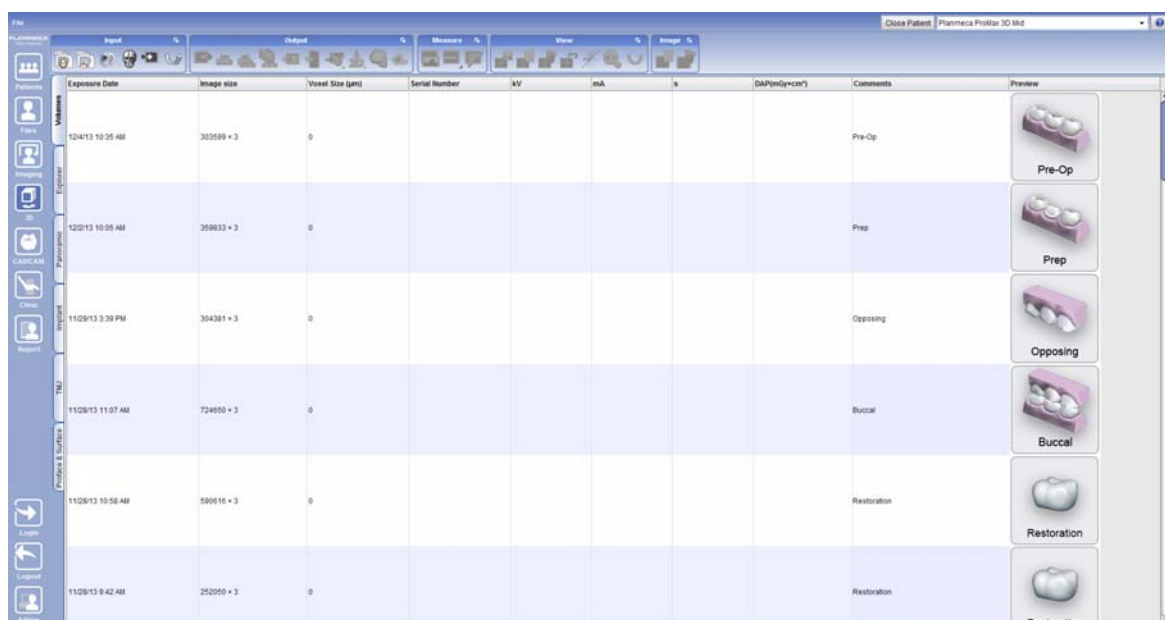 File Close Patient Planmeca ProMax 3D Mid
PLANMECA Input Output Measure View Image
Patients
Files
Imaging
3D
CAD/CAM
Clinic
Report
Login
Logout
Admin
Volumes
Explorer
Panoramic
Implant
TMJ
Proface & Surface
Exposure Date Image size Voxel Size (µm) Serial Number kV mA s DAP(mGy×cm²) Comments Preview
12/4/13 10:35 AM 303599 × 3 0 Pre-Op
Pre-Op
12/2/13 10:05 AM 359833 × 3 0 Prep
Prep
11/29/13 3:39 PM 304381 × 3 0 Opposing
Opposing
11/28/13 11:07 AM 724650 × 3 0 Buccal
Buccal
11/28/13 10:58 AM 590616 × 3 0 Restoration
Restoration
11/28/13 9:42 AM 252050 × 3 0 Restoration